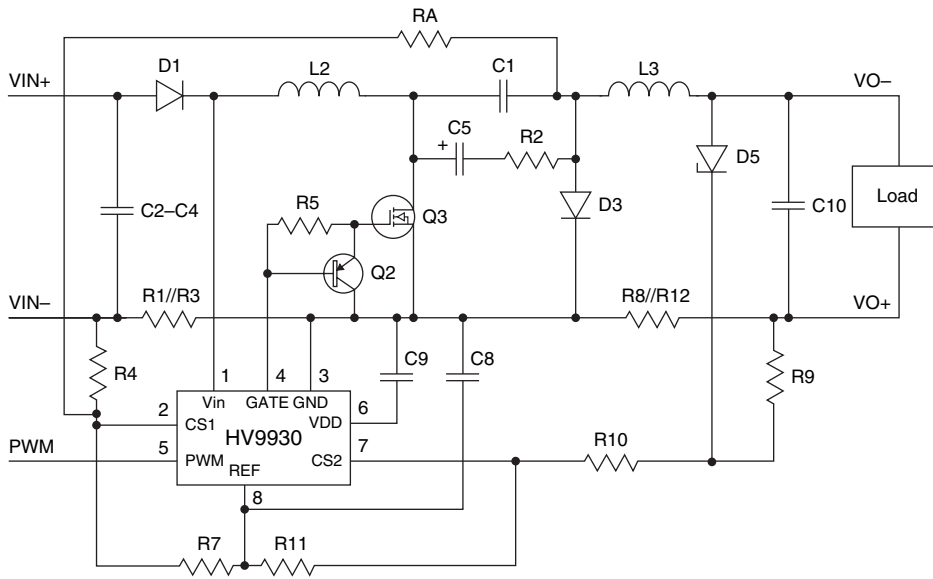 RA
VIN+
D1
L2
C1
L3
VO–
C5
+
R2
D5
C2–C4
R5
Q3
D3
C10
Load
Q2
VIN–
R1//R3
R8//R12
VO+
R4
C9
C8
R9
1
4
3
2
Vin
GATE
GND
6
CS1
VDD
HV9930
7
PWM
5
PWM
CS2
R10
REF
8
R7
R11